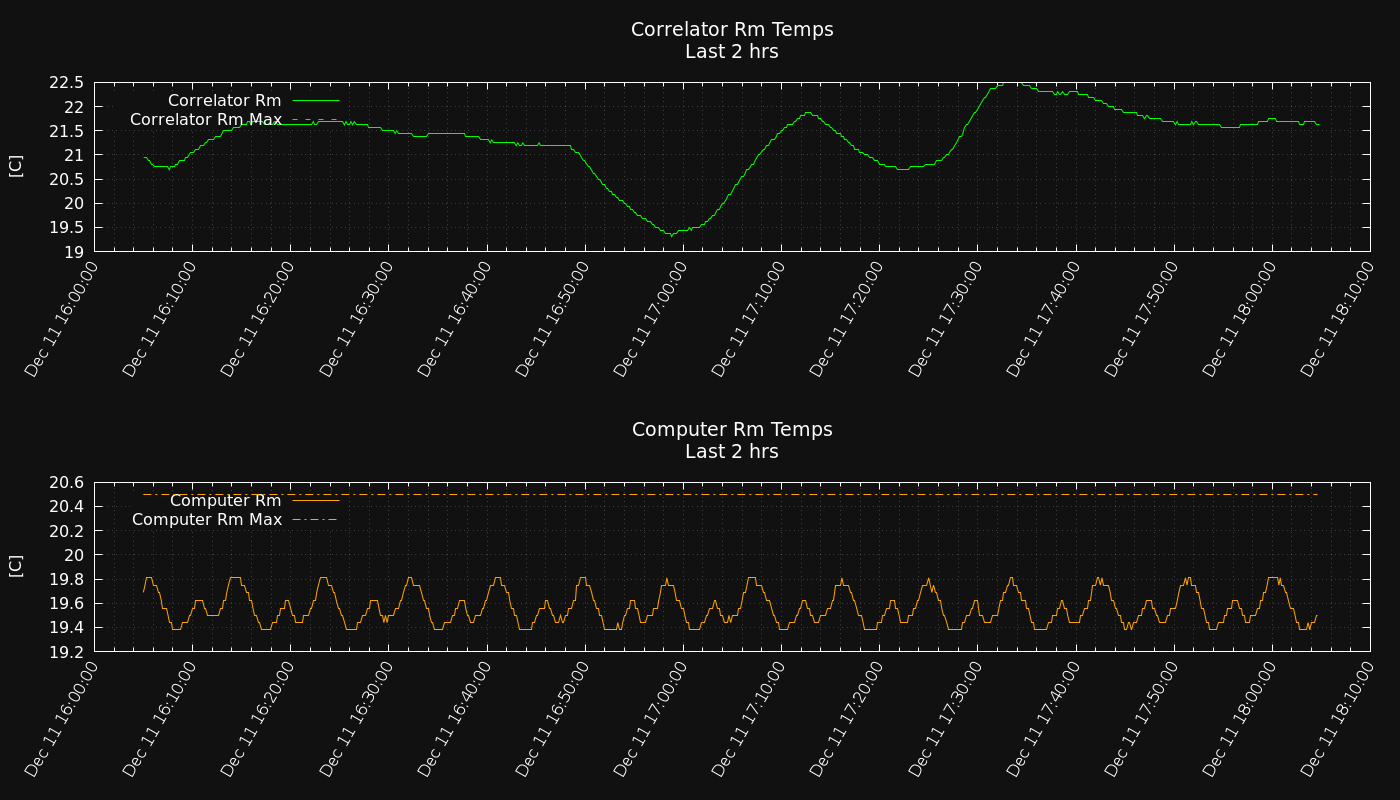 Correlator Rm Temps
Last 2 hrs
22.5
22
21.5
21
20.5
20
19.5
19
[C]
Correlator Rm
Correlator Rm Max
Dec 11 16:00:00
Dec 11 16:10:00
Dec 11 16:20:00
Dec 11 16:30:00
Dec 11 16:40:00
Dec 11 16:50:00
Dec 11 17:00:00
Dec 11 17:10:00
Dec 11 17:20:00
Dec 11 17:30:00
Dec 11 17:40:00
Dec 11 17:50:00
Dec 11 18:00:00
Dec 11 18:10:00
Computer Rm Temps
Last 2 hrs
20.6
20.4
20.2
20
19.8
19.6
19.4
19.2
[C]
Computer Rm
Computer Rm Max
Dec 11 16:00:00
Dec 11 16:10:00
Dec 11 16:20:00
Dec 11 16:30:00
Dec 11 16:40:00
Dec 11 16:50:00
Dec 11 17:00:00
Dec 11 17:10:00
Dec 11 17:20:00
Dec 11 17:30:00
Dec 11 17:40:00
Dec 11 17:50:00
Dec 11 18:00:00
Dec 11 18:10:00